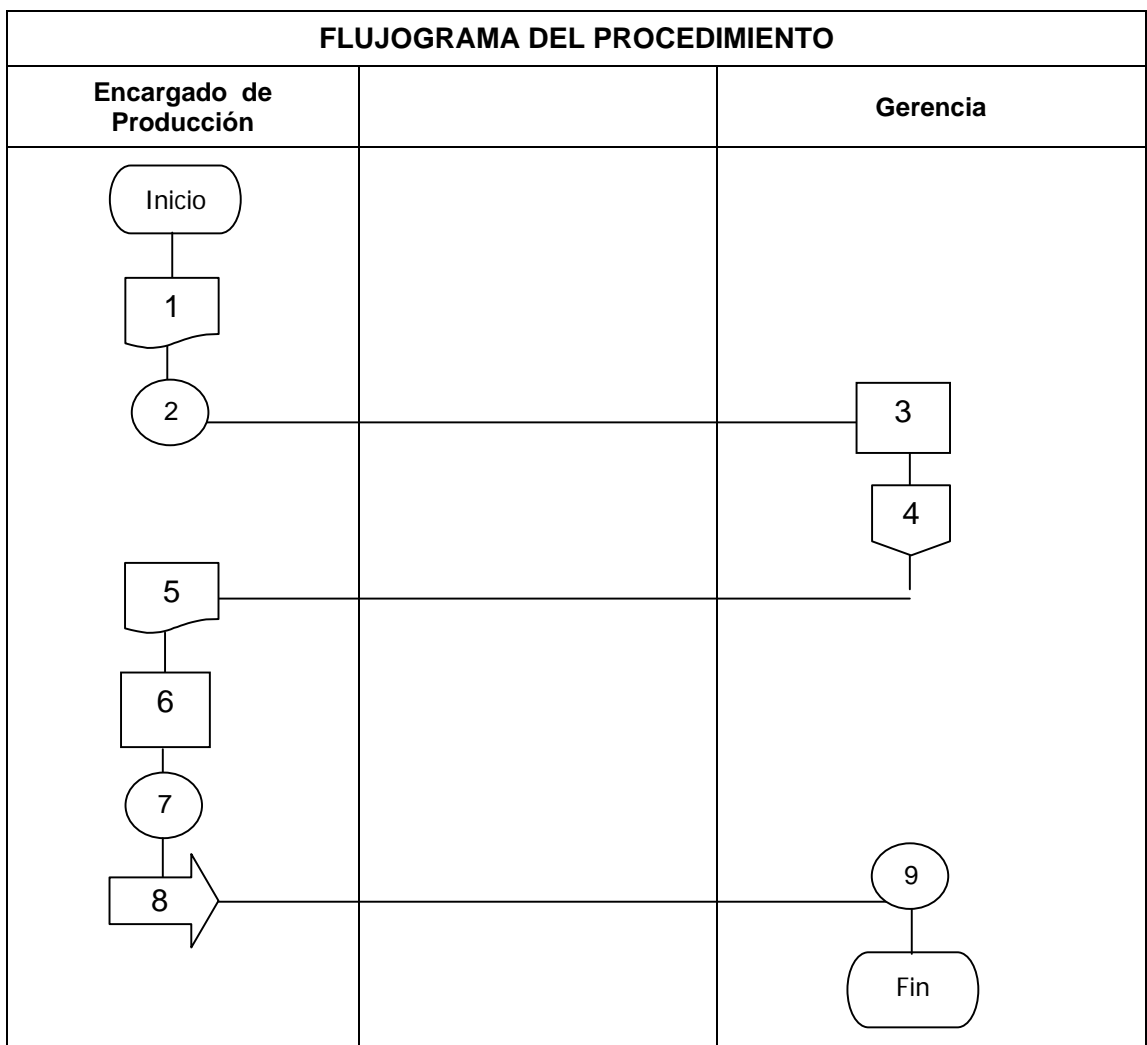 FLUJOGRAMA DEL PROCEDIMIENTO
Encargado de
Producción
Gerencia
Inicio
1
2
3
4
5
6
7
8
9
Fin